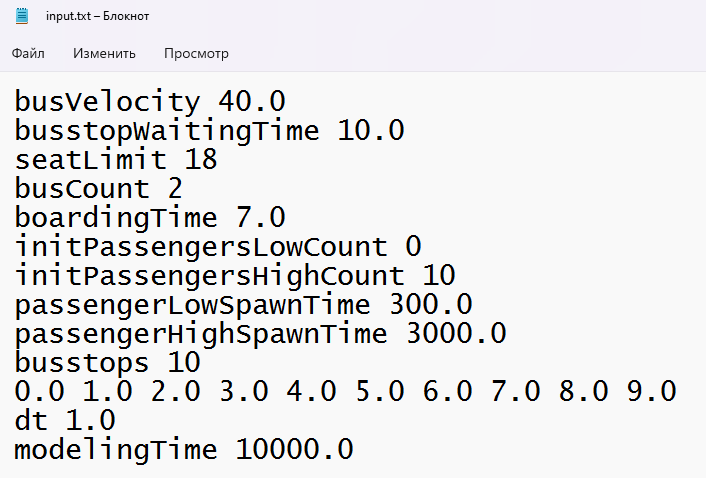 input.txt – Блокнот
Файл Изменить Просмотр
busVelocity 40.0
busstopWaitingTime 10.0
seatLimit 18
busCount 2
boardingTime 7.0
initPassengersLowCount 0
initPassengersHighCount 10
passengerLowSpawnTime 300.0
passengerHighSpawnTime 3000.0
busstops 10
0.0 1.0 2.0 3.0 4.0 5.0 6.0 7.0 8.0 9.0
dt 1.0
modelingTime 10000.0